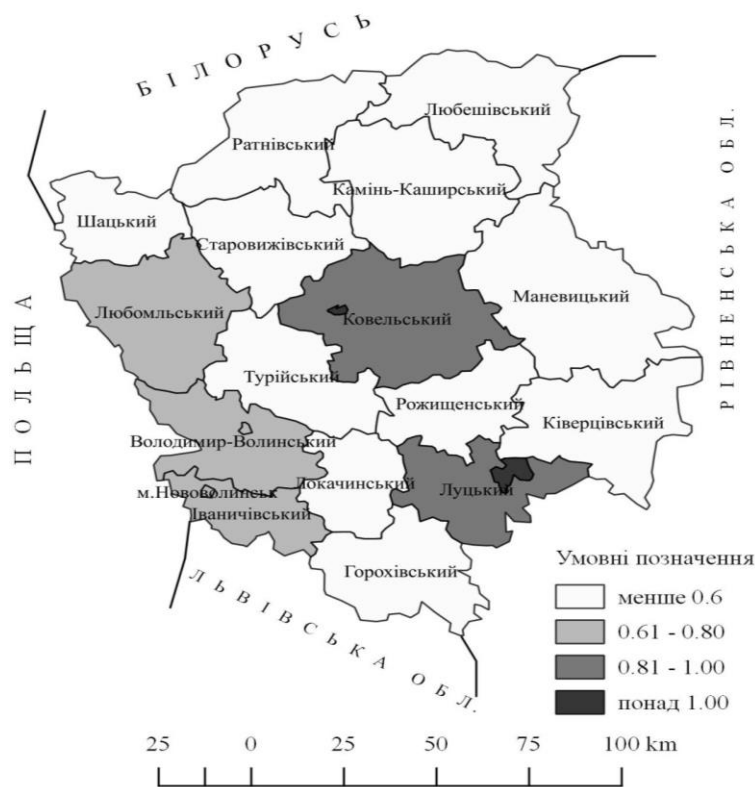 БІЛОРУСЬ
Любешівський
Ратнівський
Камінь-Каширський
Шацький
Старовижівський
РІВНЕНСЬКА ОБЛ.
ПОЛЬЩА
Любомльський
Ковельський
Маневицький
Турійський
Рожищенський
Ківерцівський
Володимир-Волинський
Локачинський
Луцький
м.Нововолинськ
Іваничівський
Горохівський
ЛЬВІВСЬКА ОБЛ.
Умовні позначення
менше 0.6
0.61 - 0.80
0.81 - 1.00
понад 1.00
25 0 25 50 75 100 km